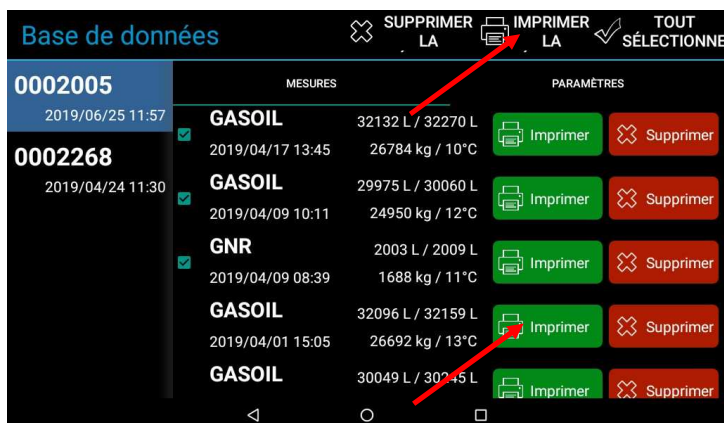 Base de données
SUPPRIMER LA
IMPRIMER LA
TOUT SÉLECTIONNE
0002005
2019/06/25 11:57
0002268
2019/04/24 11:30
MESURES
PARAMÈTRES
GASOIL
32132 L / 32270 L
2019/04/17 13:45
26784 kg / 10°C
Imprimer
Supprimer
GASOIL
29975 L / 30060 L
2019/04/09 10:11
24950 kg / 12°C
Imprimer
Supprimer
GNR
2003 L / 2009 L
2019/04/09 08:39
1688 kg / 11°C
Imprimer
Supprimer
GASOIL
32096 L / 32159 L
2019/04/01 15:05
26692 kg / 13°C
Imprimer
Supprimer
GASOIL
30049 L /
Imprimer
Supprimer